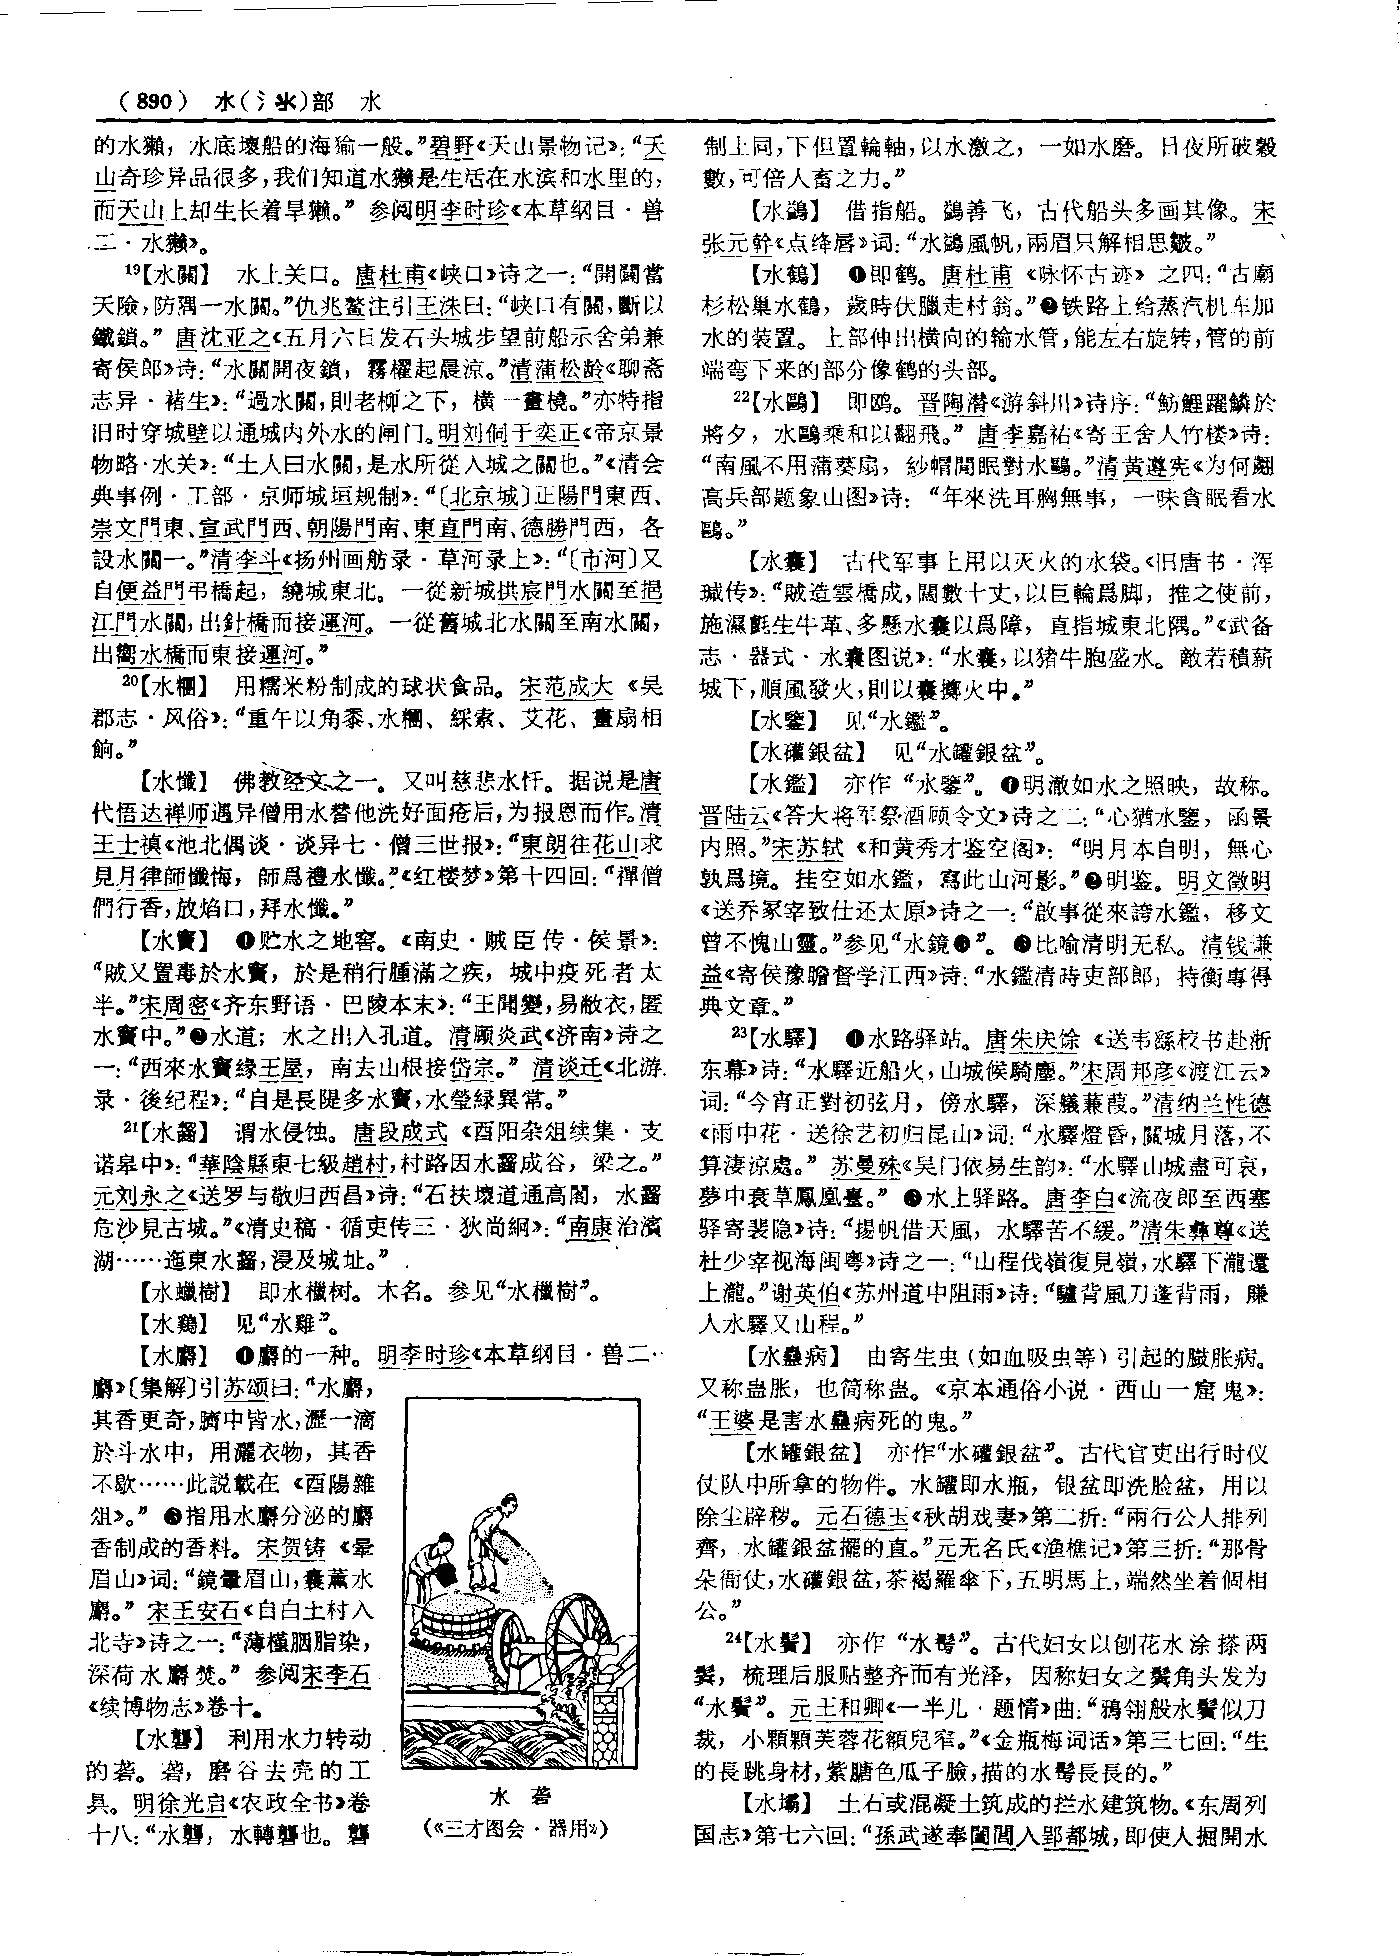 （890） 水(氵氺)部 水
的水獺，水底壞船的海㺄一般。”碧野《天山景物记》：“天
山奇珍异品很多，我们知道水獭是生活在水滨和水里的，
而天山上却生长着旱獭。” 参阅明李时珍《本草纲目·兽
二·水獭》。
19【水關】 水上关口。唐杜甫《峡口》诗之一：“開闢當
天險，防隅一水關。”仇兆鳌注引王洙曰：“峽口有關，斷以
鐵鎖。” 唐沈亚之《五月六日发石头城步望前船示舍弟兼
寄侯郎》诗：“水關開夜鎖，霧櫂起晨涼。”清蒲松龄《聊斋
志异·褚生》：“過水關，則老柳之下，橫一畫橈。”亦特指
旧时穿城壁以通城内外水的闸门。明刘侗于奕正《帝京景
物略·水关》：“土人曰水關，是水所從入城之關也。”《清会
典事例·工部·京师城垣规制》：“〔北京城〕正陽門東西、
崇文門東、宣武門西、朝陽門南、東直門南、德勝門西，各
設水關一。”清李斗《扬州画舫录·草河录上》：“〔市河〕又
自便益門弔橋起，繞城東北。一從新城拱宸門水關至挹
江門水關，出針橋而接運河。一從舊城北水關至南水關，
出響水橋而東接運河。”
20【水糰】 用糯米粉制成的球状食品。宋范成大《吴
郡志·风俗》：“重午以角黍、水糰、綵索、艾花、畫扇相
餉。”
【水懺】 佛教经文之一。又叫慈悲水忏。据说是唐
代悟达禅师遇异僧用水替他洗好面疮后，为报恩而作。清
王士禛《池北偶谈·谈异七·僧三世报》：“東朗往花山求
見月律師懺悔，師爲禮水懺。”《红楼梦》第十四回：“禪僧
們行香，放焰口，拜水懺。”
【水竇】 ❶贮水之地窖。《南史·贼臣传·侯景》：
“賊又置毒於水竇，於是稍行腫滿之疾，城中疫死者太
半。”宋周密《齐东野语·巴陵本末》：“王聞變，易敝衣，匿
水竇中。”❷水道；水之出入孔道。清顾炎武《济南》诗之
一：“西來水竇緣王屋，南去山根接岱宗。” 清谈迁《北游
录·後纪程》：“自是長隄多水竇，水瑩緑異常。”
21【水齧】 谓水侵蚀。唐段成式《酉阳杂俎续集·支
诺皋中》：“華陰縣東七級趙村，村路因水齧成谷，梁之。”
元刘永之《送罗与敬归西昌》诗：“石扶壞道通高閣，水齧
危沙見古城。”《清史稿·循吏传三·狄尚絅》：“南康治濱
湖……迤東水齧，浸及城址。”
【水蠟樹】 即水欖树。木名。参见“水欖樹”。
【水鷄】 见“水雞”。
【水麝】 ❶麝的一种。明李时珍《本草纲目·兽二·
麝》〔集解〕引苏颂曰：“水麝，
其香更奇，臍中皆水，瀝一滴
於斗水中，用灑衣物，其香
不歇……此説載在《酉陽雜
俎》。” ❷指用水麝分泌的麝
香制成的香料。宋贺铸《晕
眉山》词：“鏡暈眉山，囊薰水
麝。” 宋王安石《自白土村入
北寺》诗之一：“薄槿胭脂染，
深荷水麝焚。” 参阅宋李石
《续博物志》卷十。
【水礱】 利用水力转动
的砻。砻，磨谷去壳的工
具。明徐光启《农政全书》卷
十八：“水礱，水轉礱也。礱
水 砻
（《三才图会·器用》）
制上同，下但置輪軸，以水激之，一如水磨。日夜所破穀
數，可倍人畜之力。”
【水鷁】 借指船。鷁善飞，古代船头多画其像。宋
张元幹《点绛唇》词：“水鷁風帆，兩眉只解相思皺。”
【水鶴】 ❶即鹤。唐杜甫《咏怀古迹》之四：“古廟
杉松巢水鶴，歲時伏臘走村翁。”❷铁路上给蒸汽机车加
水的装置。上部伸出横向的输水管，能左右旋转，管的前
端弯下来的部分像鹤的头部。
22【水鷗】 即鸥。晋陶潜《游斜川》诗序：“魴鯉躍鱗於
將夕，水鷗乘和以翻飛。” 唐李嘉祐《寄王舍人竹楼》诗：
“南風不用蒲葵扇，紗帽閒眠對水鷗。”清黄遵宪《为何翽
高兵部题象山图》诗：“年來洗耳胸無事，一味貪眠看水
鷗。”
【水囊】 古代军事上用以灭火的水袋。《旧唐书·浑
瑊传》：“賊造雲橋成，闊數十丈，以巨輪爲脚，推之使前，
施濕氈生牛革、多懸水囊以爲障，直指城東北隅。”《武备
志·器式·水囊图说》：“水囊，以猪牛胞盛水。敵若積薪
城下，順風發火，則以囊擲火中。”
【水鑒】 见“水鑑”。
【水礶銀盆】 见“水罐銀盆”。
【水鑑】 亦作“水鑒”。❶明澈如水之照映，故称。
晋陆云《答大将军祭酒顾令文》诗之二：“心猶水鑒，函景
内照。”宋苏轼《和黄秀才鉴空阁》：“明月本自明，無心
孰爲境。挂空如水鑑，寫此山河影。”❷明鉴。明文徵明
《送乔冢宰致仕还太原》诗之一：“啟事從來誇水鑑，移文
曾不愧山靈。”参见“水鏡❶”。❸比喻清明无私。清钱谦
益《寄侯豫瞻督学江西》诗：“水鑑清時吏部郎，持衡專得
典文章。”
23【水驛】 ❶水路驿站。唐朱庆馀《送韦繇校书赴浙
东幕》诗：“水驛近船火，山城候騎塵。”宋周邦彦《渡江云》
词：“今宵正對初弦月，傍水驛，深艤蒹葭。”清纳兰性德
《雨中花·送徐艺初归昆山》词：“水驛燈昏，關城月落，不
算淒涼處。” 苏曼殊《吴门依易生韵》：“水驛山城盡可哀，
夢中衰草鳳凰臺。” ❷水上驿路。唐李白《流夜郎至西塞
驿寄裴隐》诗：“揚帆借天風，水驛苦不緩。”清朱彝尊《送
杜少宰视海闽粤》诗之一：“山程伐嶺復見嶺，水驛下瀧還
上瀧。”谢英伯《苏州道中阻雨》诗：“驢背風刀蓬背雨，賺
人水驛又山程。”
【水蠱病】 由寄生虫（如血吸虫等）引起的臌胀病。
又称蛊胀，也简称蛊。《京本通俗小说·西山一窟鬼》：
“王婆是害水蠱病死的鬼。”
【水罐銀盆】 亦作“水礶銀盆”。古代官吏出行时仪
仗队中所拿的物件。水罐即水瓶，银盆即洗脸盆，用以
除尘辟秽。元石德玉《秋胡戏妻》第二折：“兩行公人排列
齊，水罐銀盆擺的直。”元无名氏《渔樵记》第三折：“那骨
朵衙仗，水礶銀盆，茶褐羅傘下，五明馬上，端然坐着個相
公。”
24【水鬢】 亦作“水髩”。古代妇女以刨花水涂搽两
鬓，梳理后服贴整齐而有光泽，因称妇女之鬓角头发为
“水鬢”。元王和卿《一半儿·题情》曲：“鴉翎般水鬢似刀
裁，小顆顆芙蓉花額兒窄。”《金瓶梅词话》第三七回：“生
的長跳身材，紫膛色瓜子臉，描的水髩長長的。”
【水壩】 土石或混凝土筑成的拦水建筑物。《东周列
国志》第七六回：“孫武遂奉闔閭入郢都城，即使人掘開水